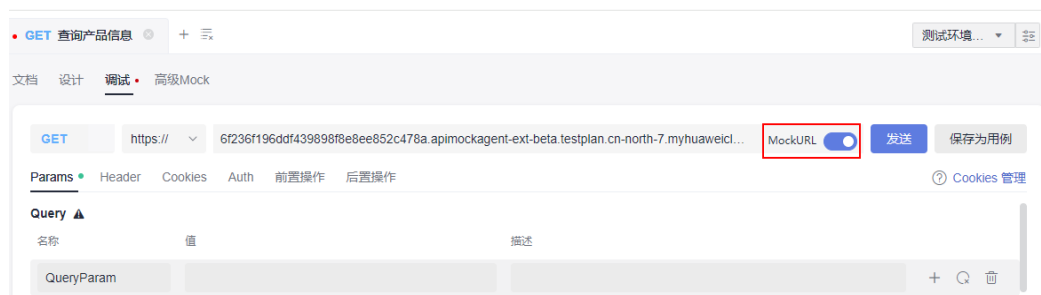 GET 查询产品信息
测试环境...
文档 设计 调试 高级Mock
GET https:// 6f236f196ddf439898f8e8ee852c478a.apimockagent-ext-beta.testplan.cn-north-7.myhuaweicl... MockURL 发送 保存为用例
Params Header Cookies Auth 前置操作 后置操作 Cookies 管理
Query
名称 值 描述
QueryParam